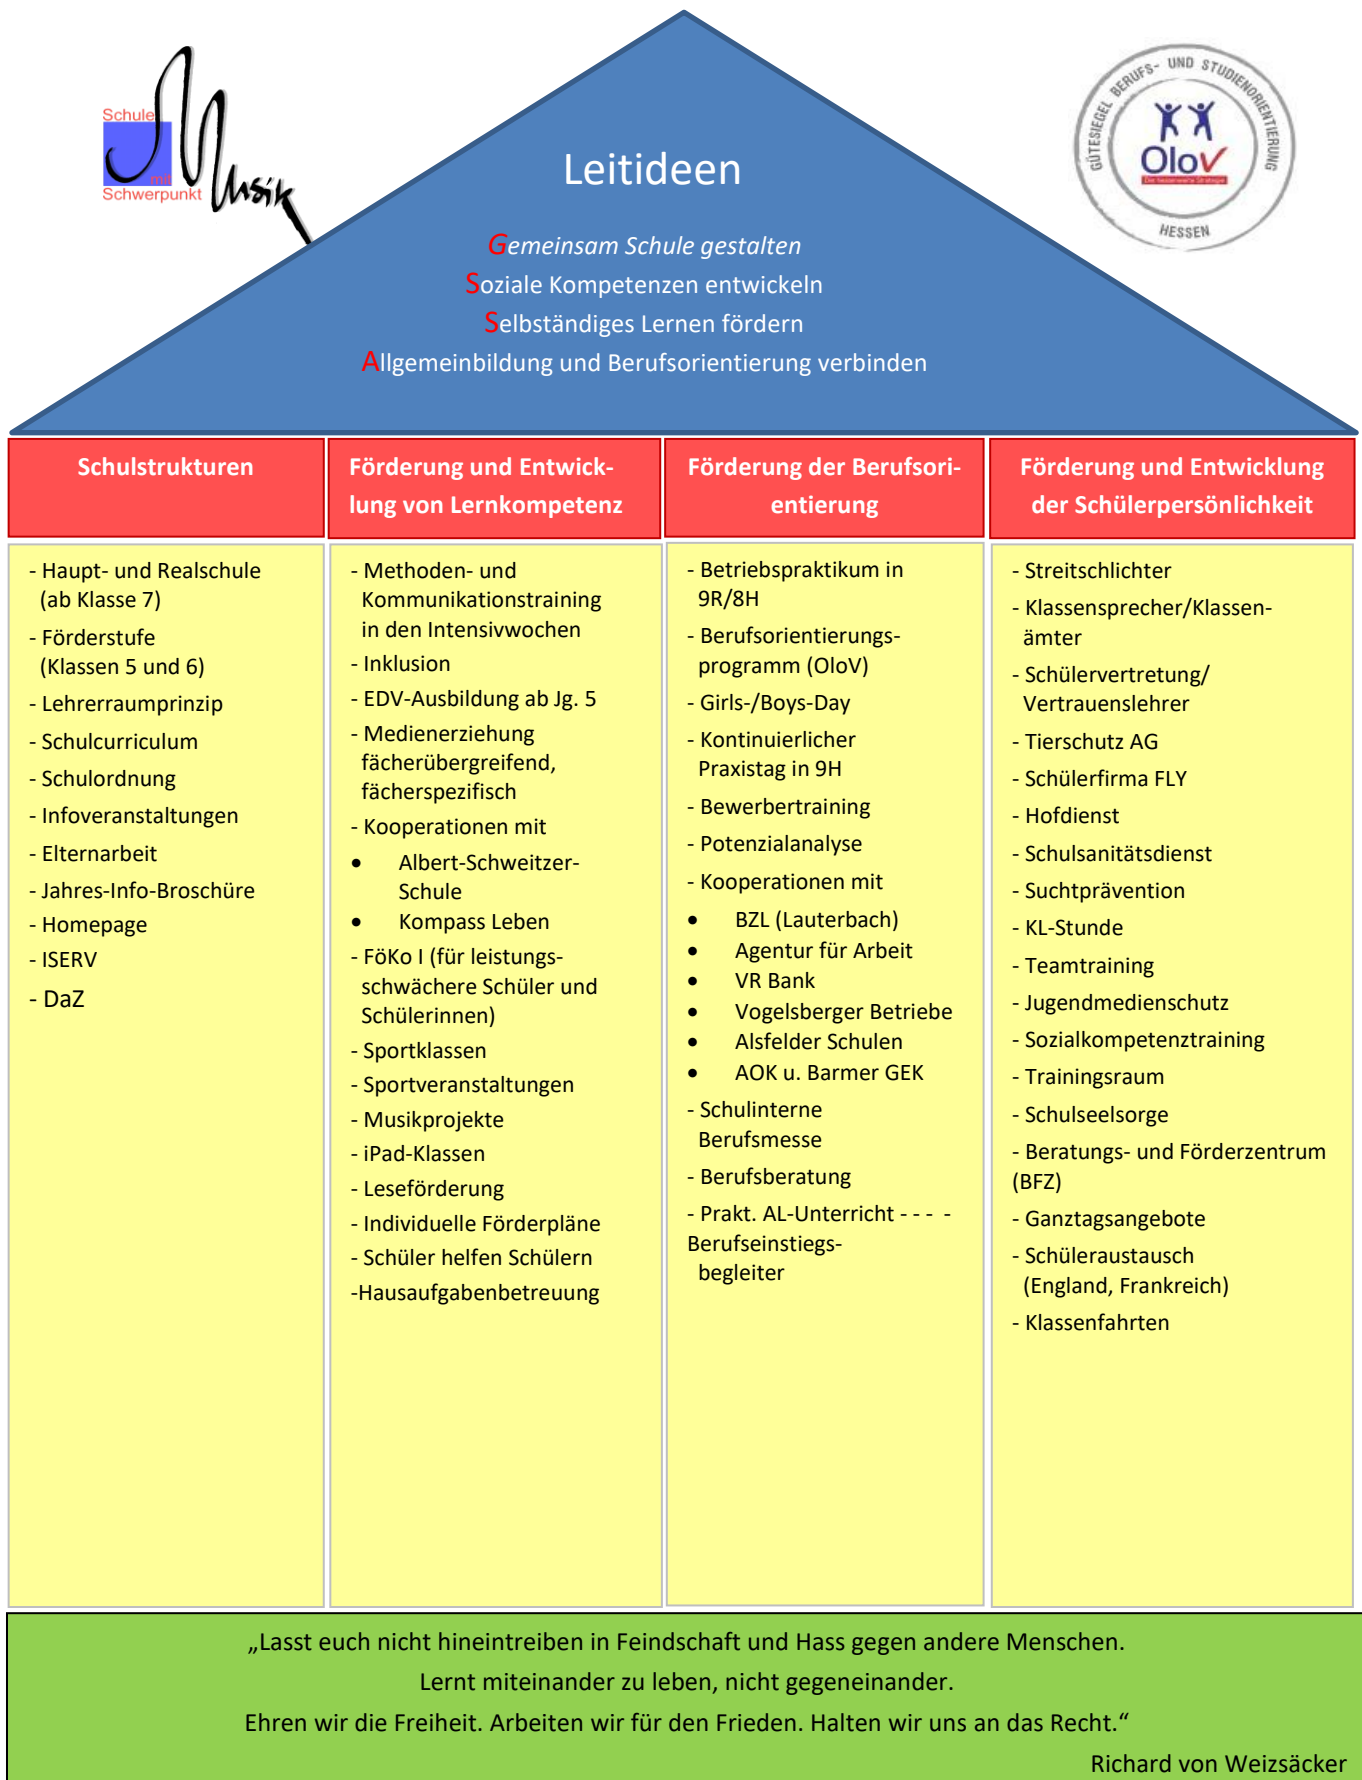 Schule
mit
Schwerpunkt
Musik
GÜTESIEGEL BERUFS- UND STUDIENORIENTIERUNG
OloV
HESSEN
Leitideen
Gemeinsam Schule gestalten
Soziale Kompetenzen entwickeln
Selbständiges Lernen fördern
Allgemeinbildung und Berufsorientierung verbinden
Schulstrukturen
- Haupt- und Realschule
(ab Klasse 7)
- Förderstufe
(Klassen 5 und 6)
- Lehrerraumprinzip
- Schulcurriculum
- Schulordnung
- Infoveranstaltungen
- Elternarbeit
- Jahres-Info-Broschüre
- Homepage
- ISERV
- DaZ
Förderung und Entwick-
lung von Lernkompetenz
- Methoden- und
Kommunikationstraining
in den Intensivwochen
- Inklusion
- EDV-Ausbildung ab Jg. 5
- Medienerziehung
fächerübergreifend,
fächerspezifisch
- Kooperationen mit
• Albert-Schweitzer-
Schule
• Kompass Leben
- FöKo I (für leistungs-
schwächere Schüler und
Schülerinnen)
- Sportklassen
- Sportveranstaltungen
- Musikprojekte
- iPad-Klassen
- Leseförderung
- Individuelle Förderpläne
- Schüler helfen Schülern
-Hausaufgabenbetreuung
Förderung der Berufsori-
entierung
- Betriebspraktikum in
9R/8H
- Berufsorientierungs-
programm (OloV)
- Girls-/Boys-Day
- Kontinuierlicher
Praxistag in 9H
- Bewerbertraining
- Potenzialanalyse
- Kooperationen mit
• BZL (Lauterbach)
• Agentur für Arbeit
• VR Bank
• Vogelsberger Betriebe
• Alsfelder Schulen
• AOK u. Barmer GEK
- Schulinterne
Berufsmesse
- Berufsberatung
- Prakt. AL-Unterricht - - - -
Berufseinstiegs-
begleiter
Förderung und Entwicklung
der Schülerpersönlichkeit
- Streitschlichter
- Klassensprecher/Klassen-
ämter
- Schülervertretung/
Vertrauenslehrer
- Tierschutz AG
- Schülerfirma FLY
- Hofdienst
- Schulsanitätsdienst
- Suchtprävention
- KL-Stunde
- Teamtraining
- Jugendmedienschutz
- Sozialkompetenztraining
- Trainingsraum
- Schulseelsorge
- Beratungs- und Förderzentrum
(BFZ)
- Ganztagsangebote
- Schüleraustausch
(England, Frankreich)
- Klassenfahrten
„Lasst euch nicht hineintreiben in Feindschaft und Hass gegen andere Menschen.
Lernt miteinander zu leben, nicht gegeneinander.
Ehren wir die Freiheit. Arbeiten wir für den Frieden. Halten wir uns an das Recht.“
Richard von Weizsäcker